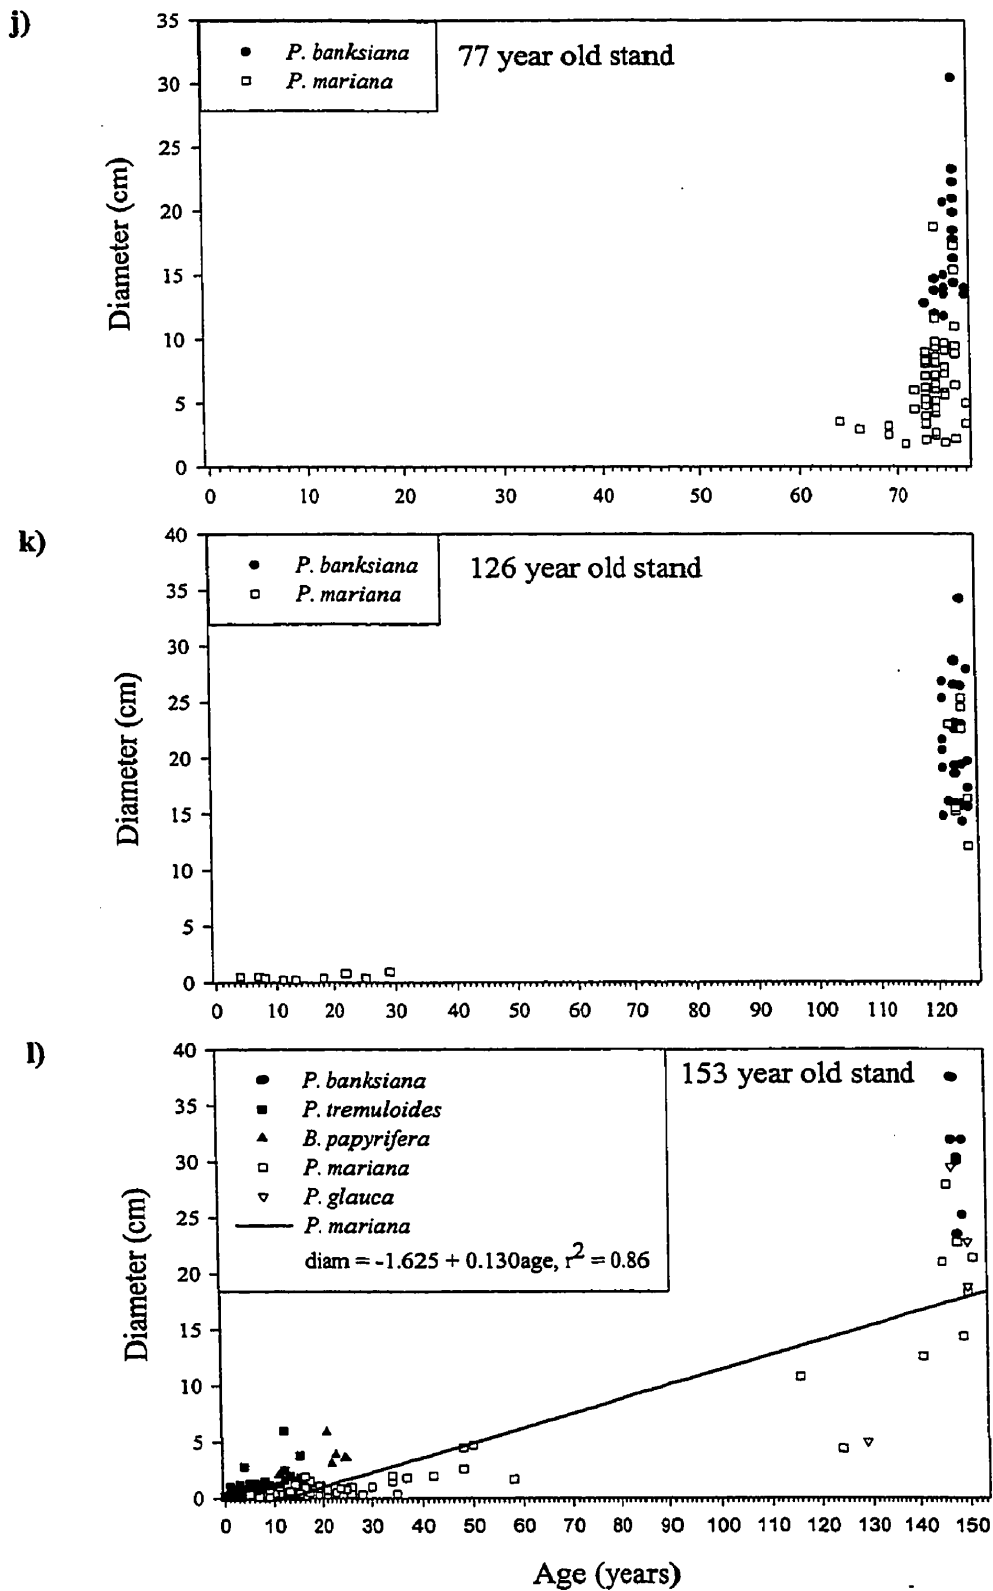 j)
35
30
25
20
15
10
5
0
Diameter (cm)
P. banksiana
P. mariana
77 year old stand
0 10 20 30 40 50 60 70
k)
40
35
30
25
20
15
10
5
0
Diameter (cm)
P. banksiana
P. mariana
126 year old stand
0 10 20 30 40 50 60 70 80 90 100 110 120
l)
40
35
30
25
20
15
10
5
0
Diameter (cm)
P. banksiana
P. tremuloides
B. papyrifera
P. mariana
P. glauca
P. mariana
diam = -1.625 + 0.130age, r² = 0.86
153 year old stand
0 10 20 30 40 50 60 70 80 90 100 110 120 130 140 150
Age (years)